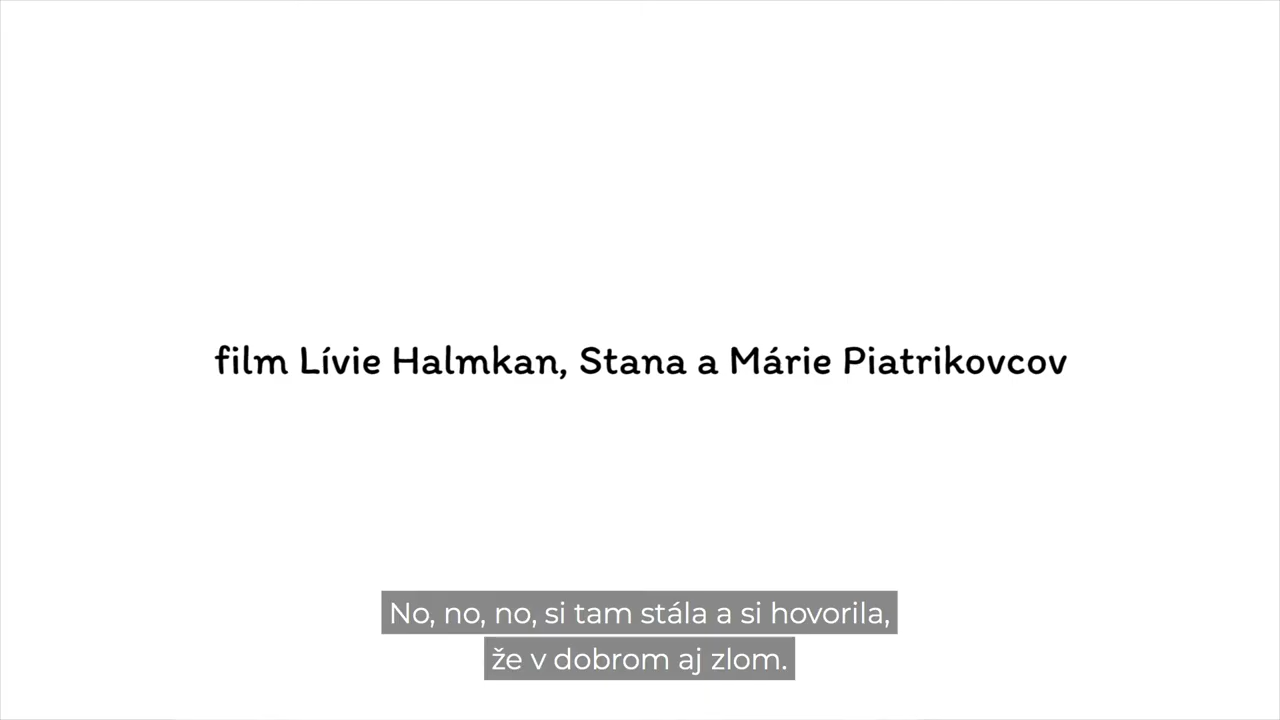 film Lívie Halmkan, Stana a Márie Piatrikovcov
No, no, no, si tam stála a si hovorila,
že v dobrom aj zlom.